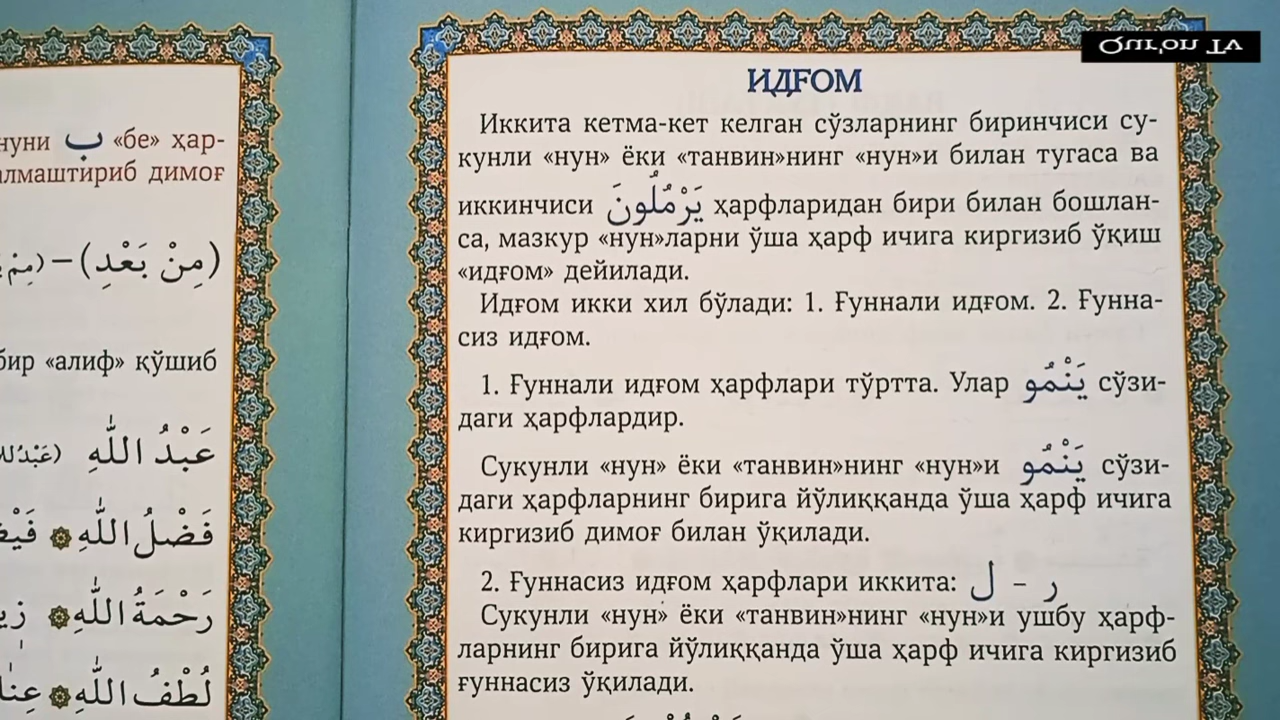 нуни ب «бе» ҳар-
алмаштириб димоғ
(مِنْ بَعْدِ) –
бир «алиф» қўшиб
عَبْدُ اللّٰهِ
فَضْلُ اللّٰهِ
رَحْمَةُ اللّٰهِ
لُطْفُ اللّٰهِ
ИДҒОМ
Иккита кетма-кет келган сўзларнинг биринчиси су-
кунли «нун» ёки «танвин»нинг «нун»и билан тугаса ва
иккинчиси يَرْمُلُونَ ҳарфларидан бири билан бошлан-
са, мазкур «нун»ларни ўша ҳарф ичига киргизиб ўқиш
«идғом» дейилади.
Идғом икки хил бўлади: 1. Ғуннали идғом. 2. Ғунна-
сиз идғом.
1. Ғуннали идғом ҳарфлари тўртта. Улар يَنْمُو сўзи-
даги ҳарфлардир.
Сукунли «нун» ёки «танвин»нинг «нун»и يَنْمُو сўзи-
даги ҳарфларнинг бирига йўлиққанда ўша ҳарф ичига
киргизиб димоғ билан ўқилади.
2. Ғуннасиз идғом ҳарфлари иккита: ر – ل
Сукунли «нун» ёки «танвин»нинг «нун»и ушбу ҳарф-
ларнинг бирига йўлиққанда ўша ҳарф ичига киргизиб
ғуннасиз ўқилади.